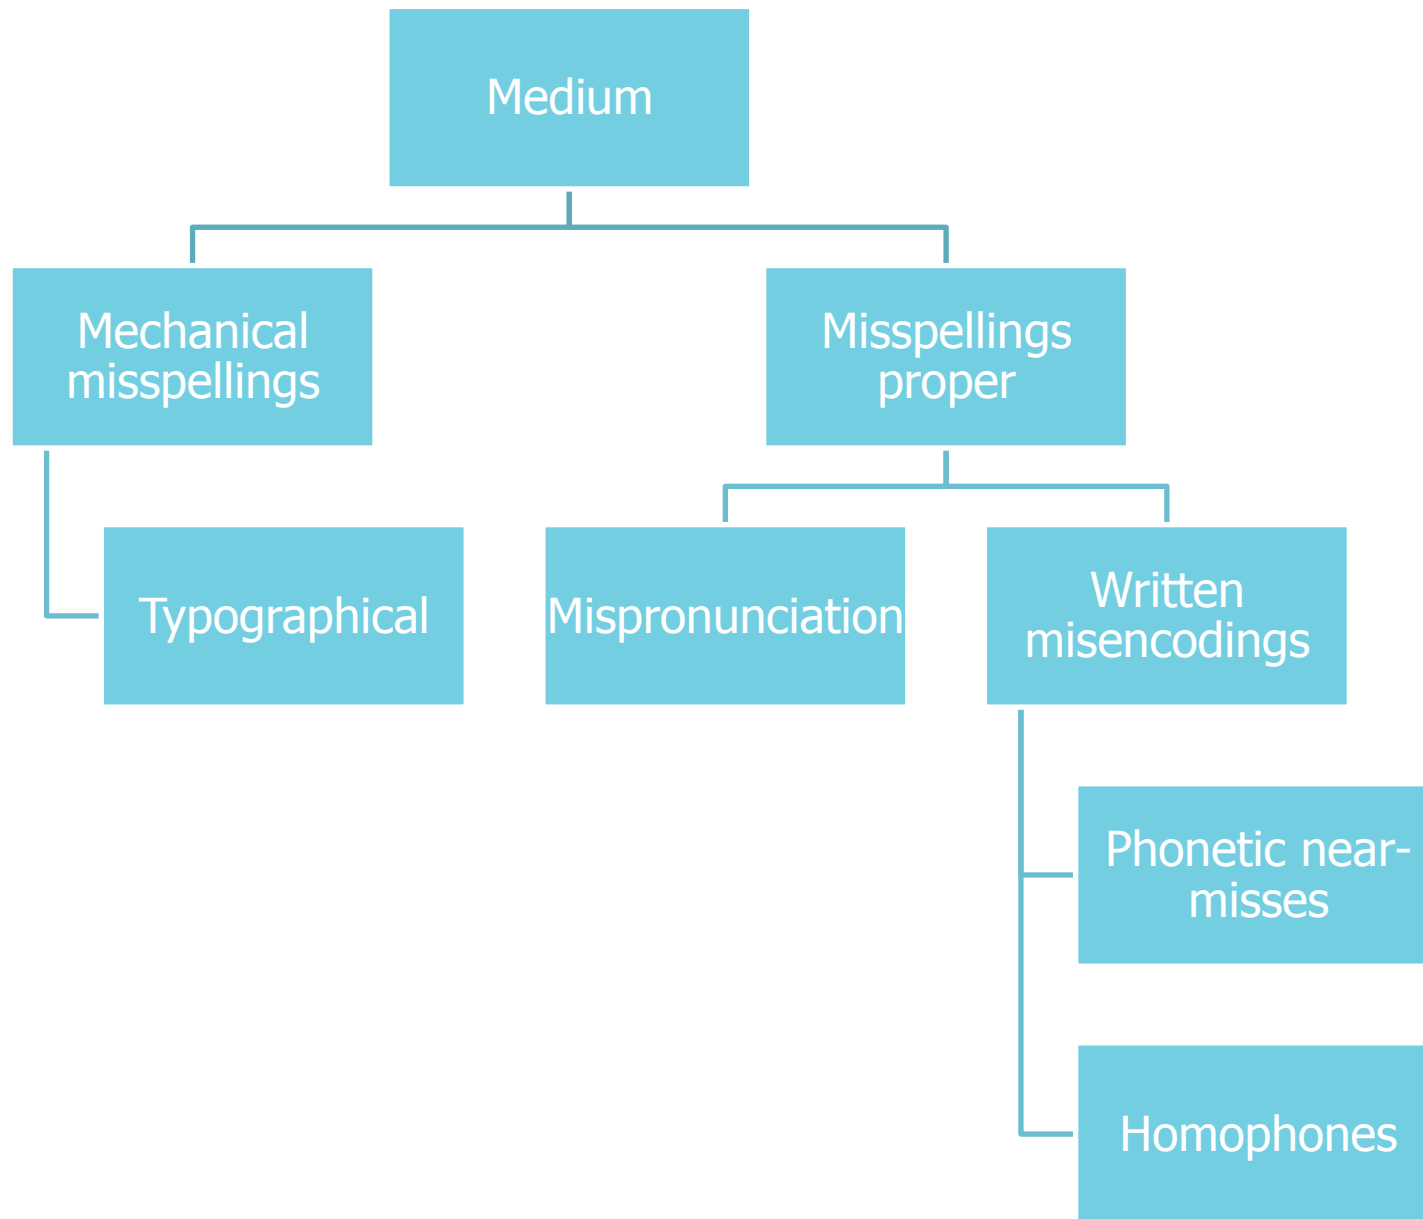 Medium
Mechanical
misspellings
Misspellings
proper
Typographical
Mispronunciation
Written
misencodings
Phonetic near-
misses
Homophones